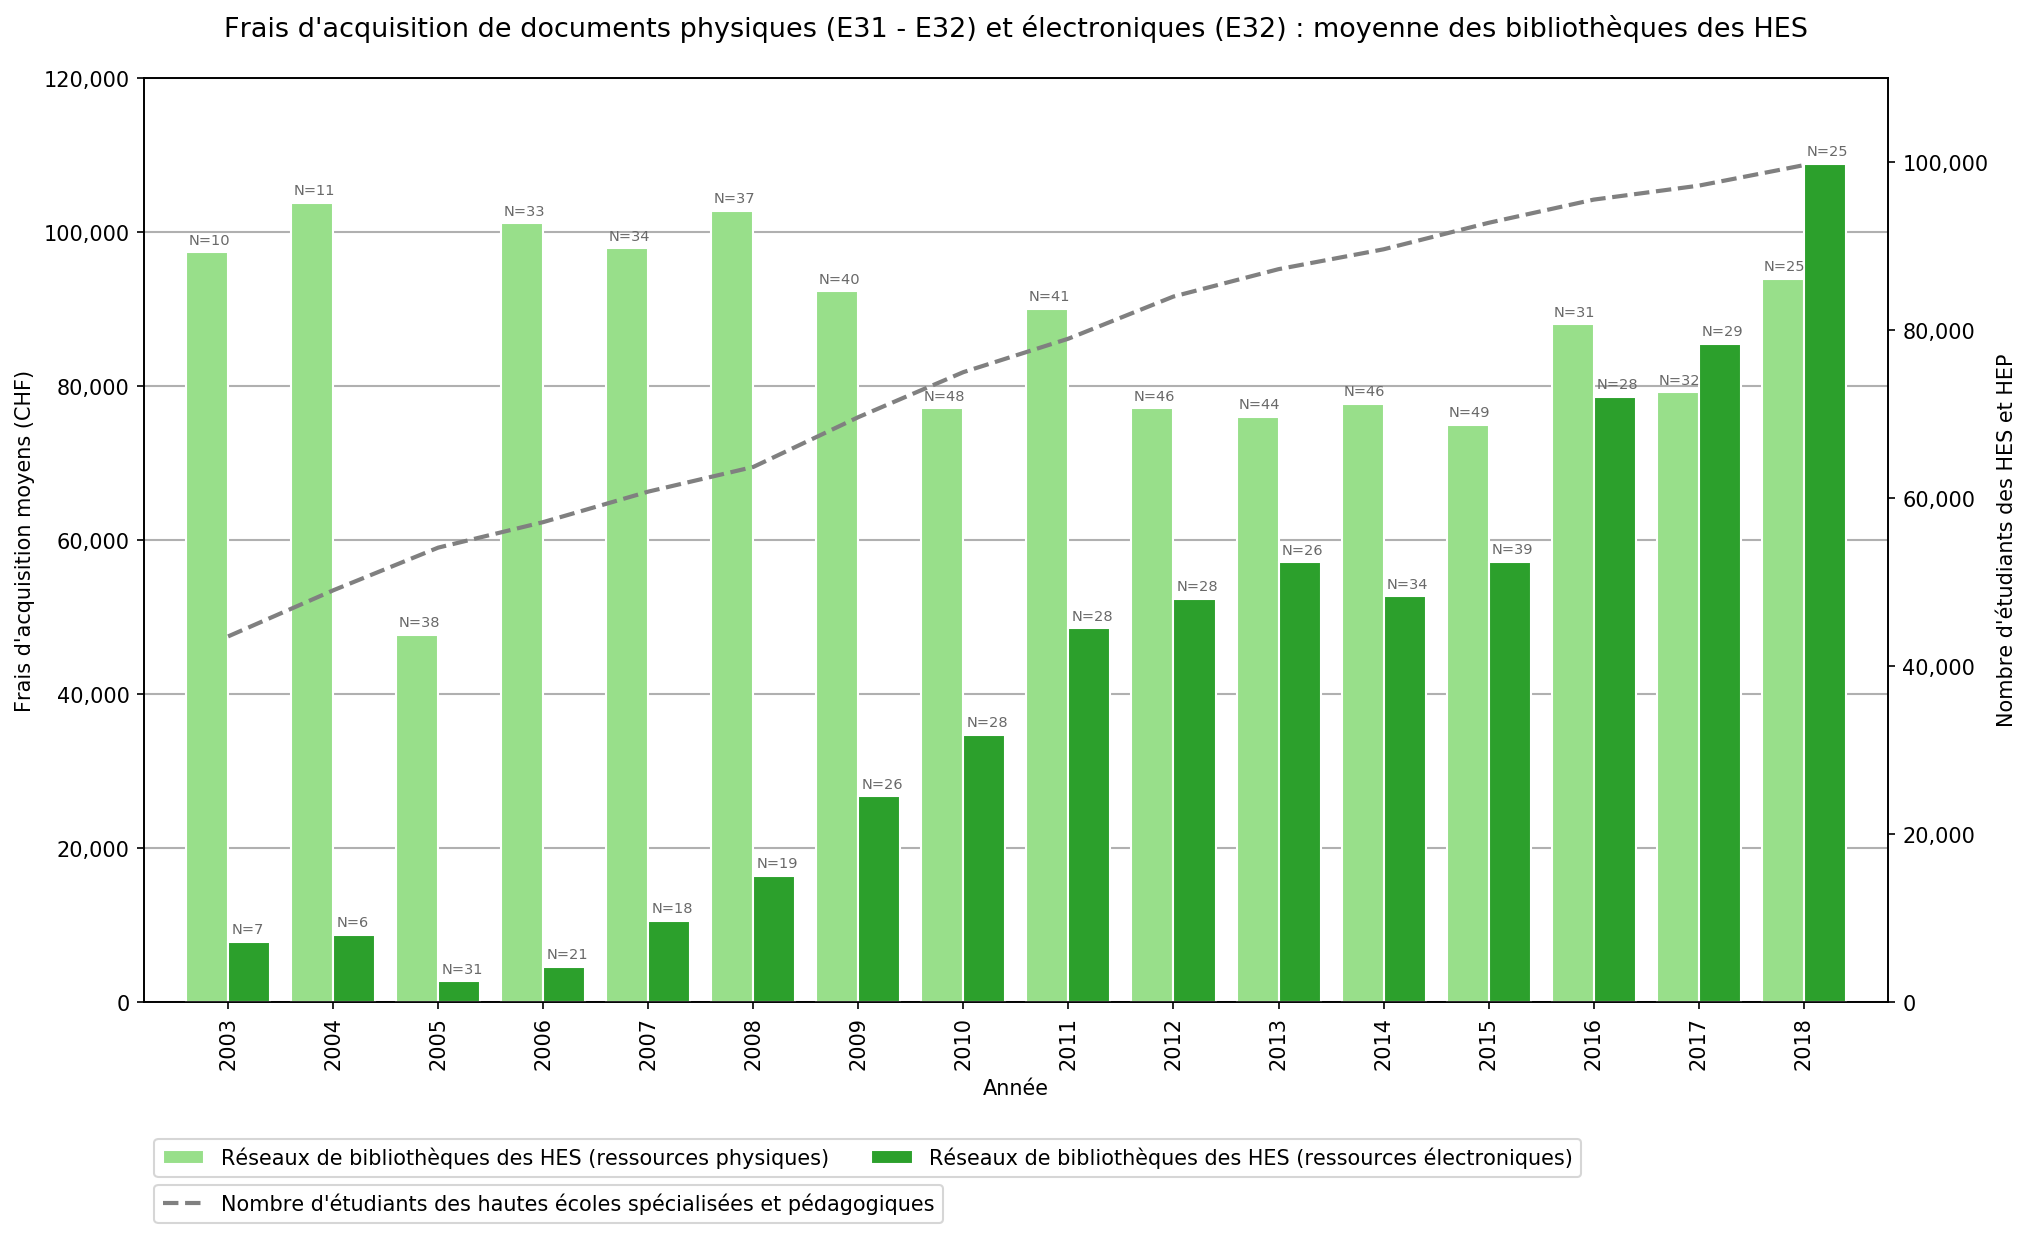 Frais d'acquisition de documents physiques (E31 - E32) et électroniques (E32) : moyenne des bibliothèques des HES
Frais d'acquisition moyens (CHF)
120,000
100,000
80,000
60,000
40,000
20,000
0
N=10
N=7
N=11
N=6
N=38
N=31
N=33
N=21
N=34
N=18
N=37
N=19
N=40
N=26
N=48
N=28
N=41
N=28
N=46
N=28
N=44
N=26
N=46
N=34
N=49
N=39
N=31
N=28
N=32
N=29
N=25
N=25
100,000
80,000
60,000
40,000
20,000
0
Nombre d'étudiants des HES et HEP
2003
2004
2005
2006
2007
2008
2009
2010
2011
2012
2013
2014
2015
2016
2017
2018
Année
Réseaux de bibliothèques des HES (ressources physiques)
Réseaux de bibliothèques des HES (ressources électroniques)
Nombre d'étudiants des hautes écoles spécialisées et pédagogiques